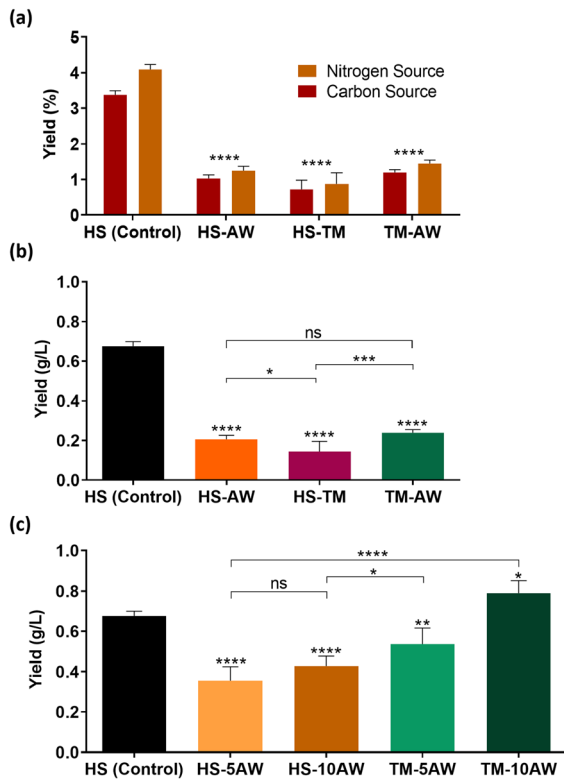 (a)
Yield (%)
5
4
3
2
1
0
Nitrogen Source
Carbon Source
****
****
****
HS (Control) HS-AW HS-TM TM-AW
(b)
Yield (g/L)
1.0
0.8
0.6
0.4
0.2
0.0
ns
* ***
**** **** ****
HS (Control) HS-AW HS-TM TM-AW
(c)
Yield (g/L)
1.0
0.8
0.6
0.4
0.2
0.0
****
ns * *
**** **** **
HS (Control) HS-5AW HS-10AW TM-5AW TM-10AW